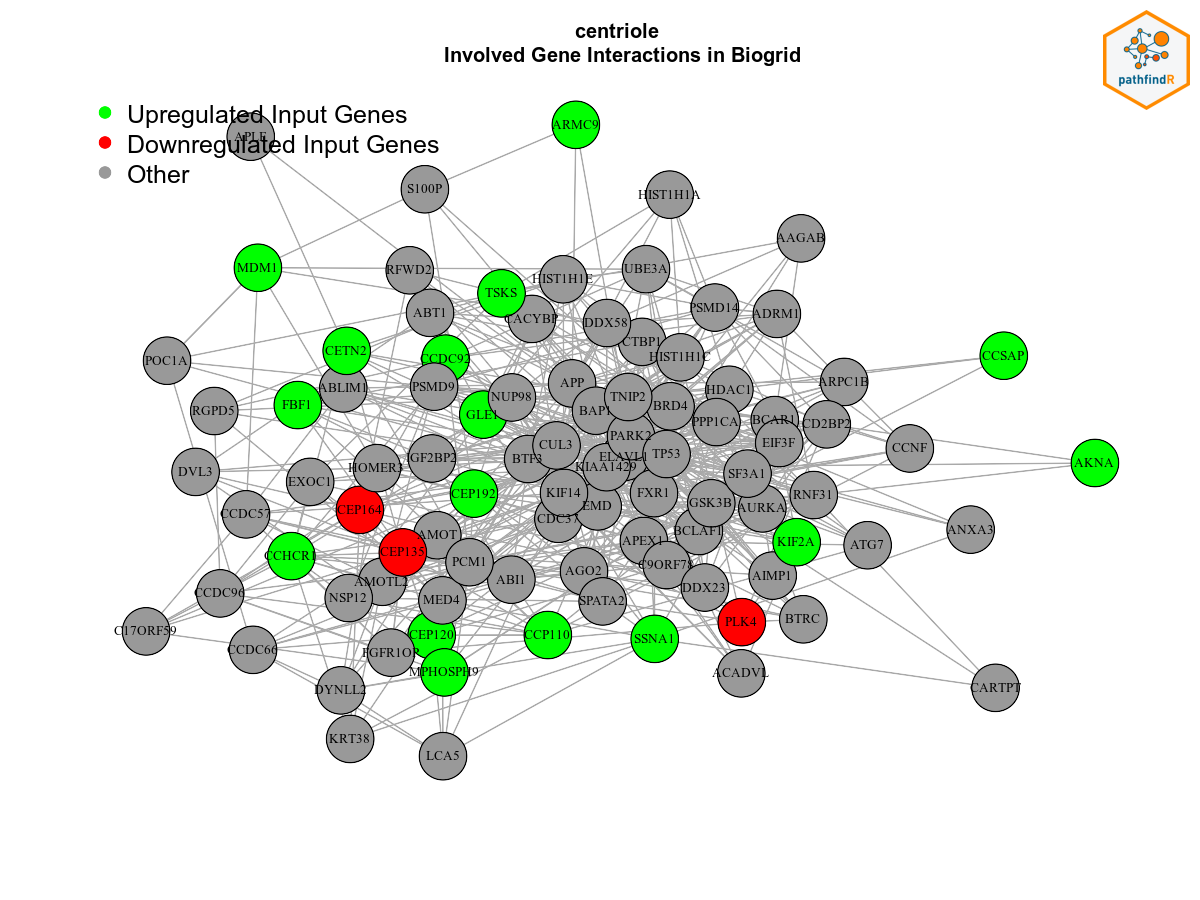 centriole
Involved Gene Interactions in Biogrid
pathfindR
Upregulated Input Genes
Downregulated Input Genes
Other
ARMC9
S100P
HIST1H1A
AAGAB
MDM1
RFWD2
TSKS
HIST1H1E
UBE3A
ABT1
CACYBP
DDX58
PSMD14
ADRM1
POC1A
CETN2
CCDC92
CTBP1
HIST1H1C
CCSAP
RGPD5
FBF1
ABLIM1
PSMD9
GLE1
NUP98
APP
BAP1
TNIP2
BRD4
HDAC1
ARPC1B
PPP1CA
BCAR1
CD2BP2
EIF3F
CCNF
AKNA
DVL3
EXOC1
HOMER3
IGF2BP2
BTF3
CUL3
PARK2
ELAVL1
TP53
KIAA1429
SF3A1
CCDC57
CEP164
CEP192
KIF14
EMD
CDC37
FXR1
GSK3B
AURKA
RNF31
ANXA3
CCHCR1
CEP135
AMOT
PCM1
APEX1
BCLAF1
KIF2A
ATG7
CCDC96
NSP12
AMOTL2
MED4
ABI1
AGO2
C9ORF78
DDX23
AIMP1
SPATA2
C17ORF59
CCDC66
FGFR1OP
CEP120
CCP110
SSNA1
PLK4
BTRC
DYNLL2
MPHOSPH9
ACADVL
CARTPT
KRT38
LCA5